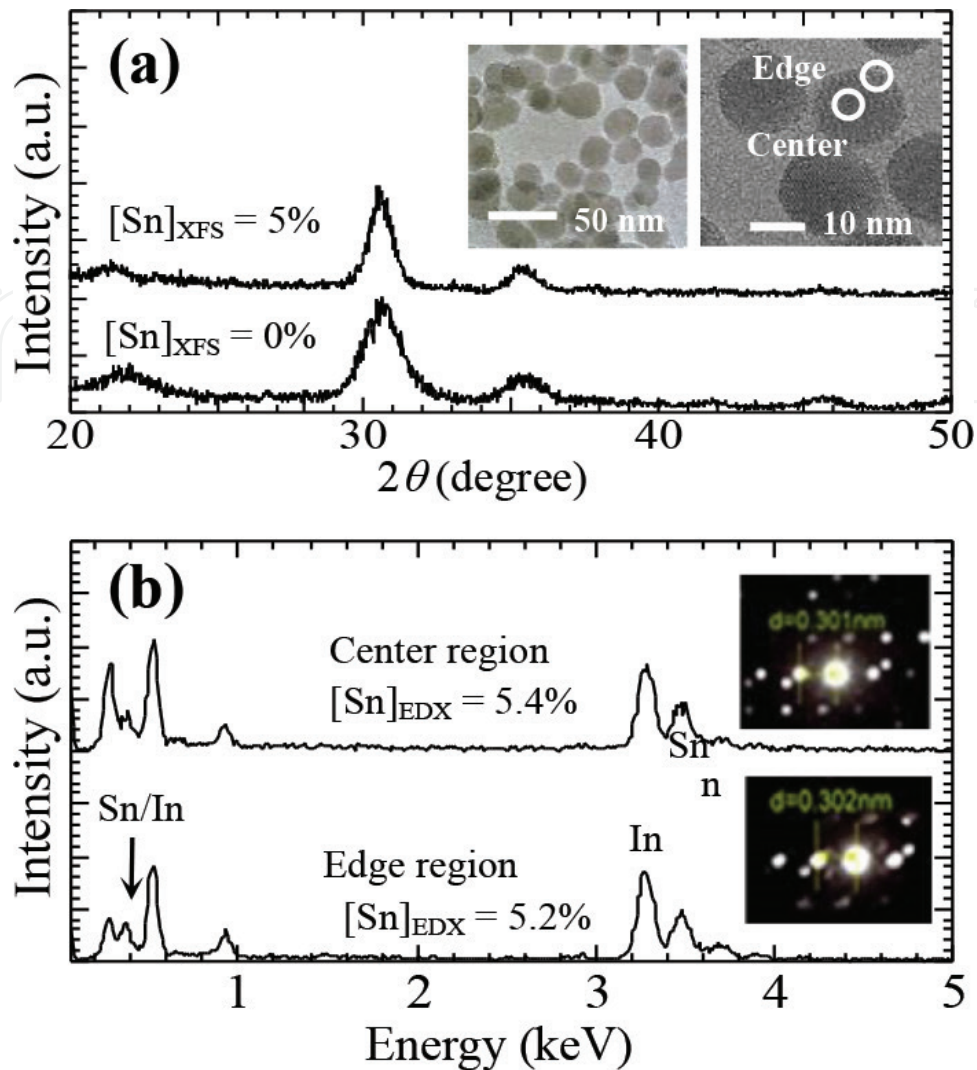 (a)
Edge
Center
50 nm
10 nm
[Sn]XFS = 5%
[Sn]XFS = 0%
Intensity (a.u.)
20 30 40 50
2θ (degree)
(b)
d=0.301nm
Center region
[Sn]EDX = 5.4%
Sn
n
d=0.302nm
Sn/In
In
Edge region
[Sn]EDX = 5.2%
Intensity (a.u.)
1 2 3 4 5
Energy (keV)